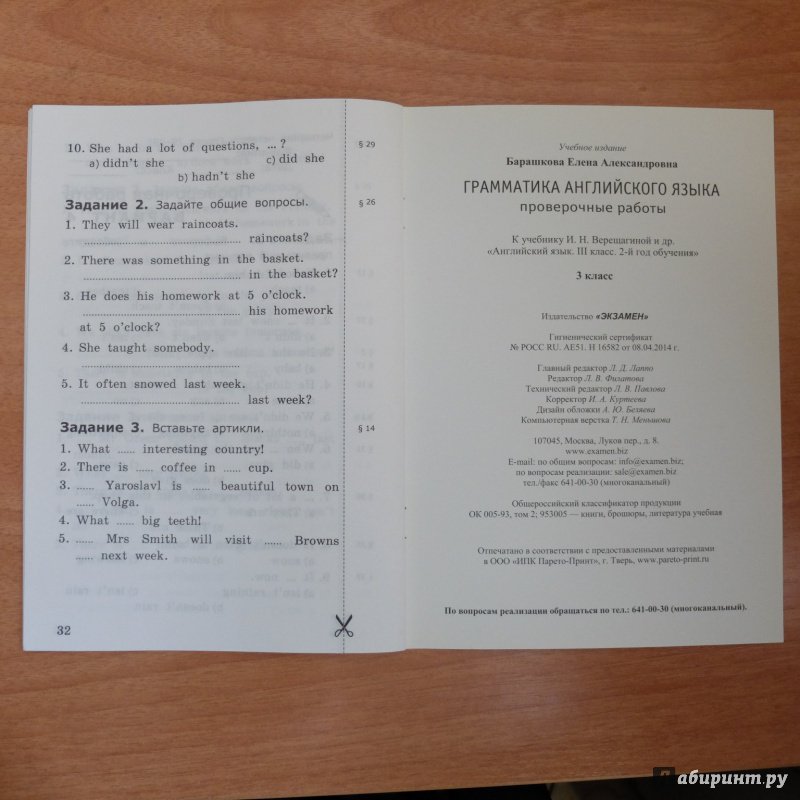 10. She had a lot of questions, ... ?
a) didn't she c) did she
b) hadn't she
§ 29
Задание 2. Задайте общие вопросы.
§ 26
1. They will wear raincoats.
........................................ raincoats?
2. There was something in the basket.
........................................ in the basket?
3. He does his homework at 5 o'clock.
........................................ his homework
at 5 o'clock?
4. She taught somebody.
........................................
5. It often snowed last week.
........................................ last week?
Задание 3. Вставьте артикли.
§ 14
1. What ...... interesting country!
2. There is ...... coffee in ...... cup.
3. ...... Yaroslavl is ...... beautiful town on
...... Volga.
4. What ...... big teeth!
5. ...... Mrs Smith will visit ...... Browns
...... next week.
32
Учебное издание
Барашкова Елена Александровна
ГРАММАТИКА АНГЛИЙСКОГО ЯЗЫКА
проверочные работы
К учебнику И. Н. Верещагиной и др.
«Английский язык. III класс. 2-й год обучения»
3 класс
Издательство «ЭКЗАМЕН»
Гигиенический сертификат
№ РОСС RU. АЕ51. Н 16582 от 08.04.2014 г.
Главный редактор Л. Д. Лаппо
Редактор Л. В. Филатова
Технический редактор Л. В. Павлова
Корректор И. А. Куртеева
Дизайн обложки А. Ю. Беляева
Компьютерная верстка Т. Н. Меньшова
107045, Москва, Луков пер., д. 8.
www.examen.biz
E-mail: по общим вопросам: info@examen.biz;
по вопросам реализации: sale@examen.biz
тел./факс 641-00-30 (многоканальный)
Общероссийский классификатор продукции
ОК 005-93, том 2; 953005 — книги, брошюры, литература учебная
Отпечатано в соответствии с предоставленными материалами
в ООО «ИПК Парето-Принт», г. Тверь, www.pareto-print.ru
По вопросам реализации обращаться по тел.: 641-00-30 (многоканальный).
абиринт.ру